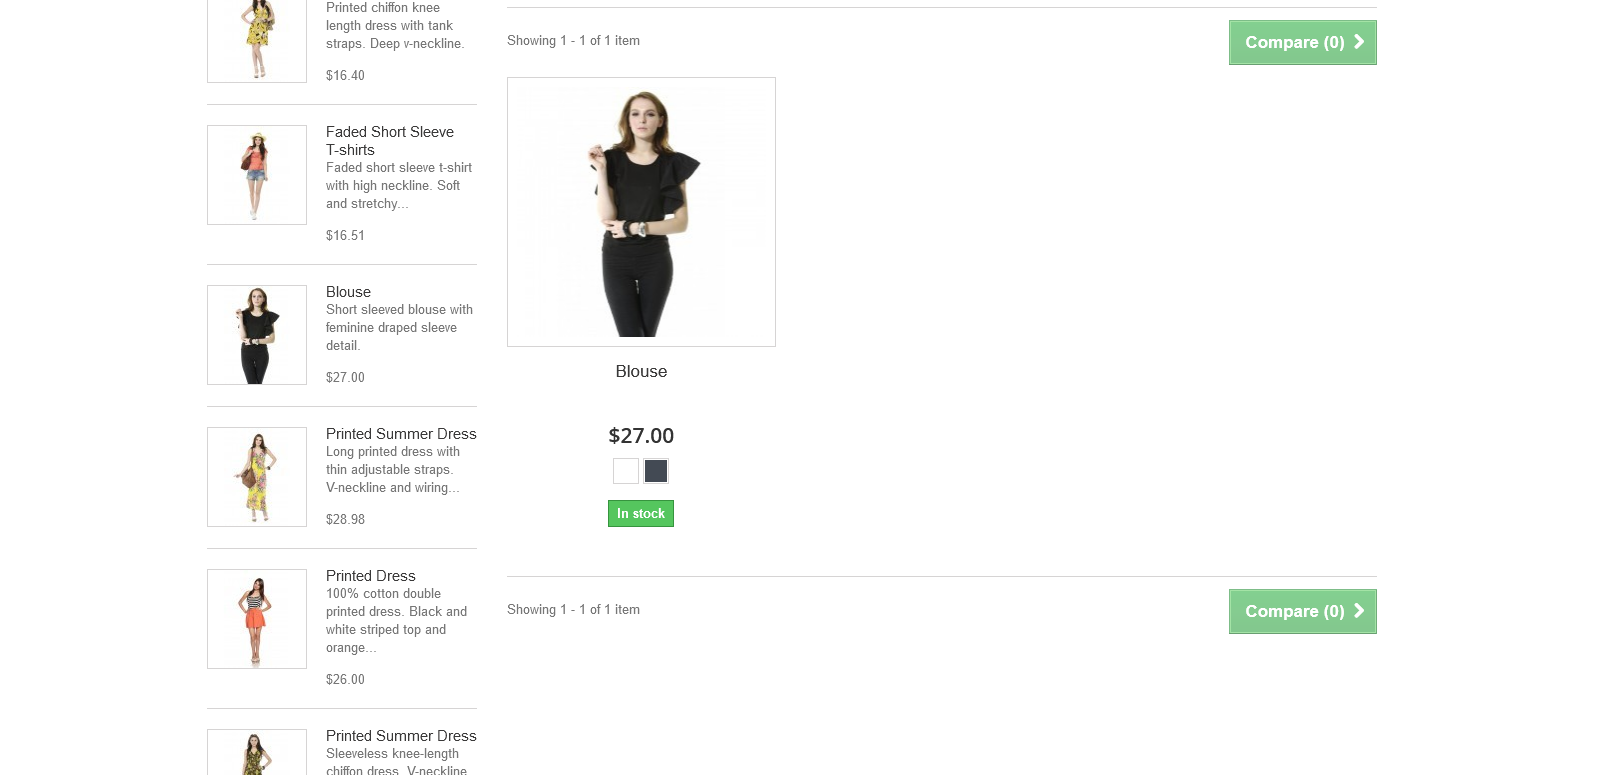 Printed chiffon knee
length dress with tank
straps. Deep v-neckline.
$16.40
Faded Short Sleeve
T-shirts
Faded short sleeve t-shirt
with high neckline. Soft
and stretchy...
$16.51
Blouse
Short sleeved blouse with
feminine draped sleeve
detail.
$27.00
Printed Summer Dress
Long printed dress with
thin adjustable straps.
V-neckline and wiring...
$28.98
Printed Dress
100% cotton double
printed dress. Black and
white striped top and
orange...
$26.00
Printed Summer Dress
Sleeveless knee-length
chiffon dress. V-neckline
Showing 1 - 1 of 1 item
Compare (0)
Blouse
$27.00
In stock
Showing 1 - 1 of 1 item
Compare (0)